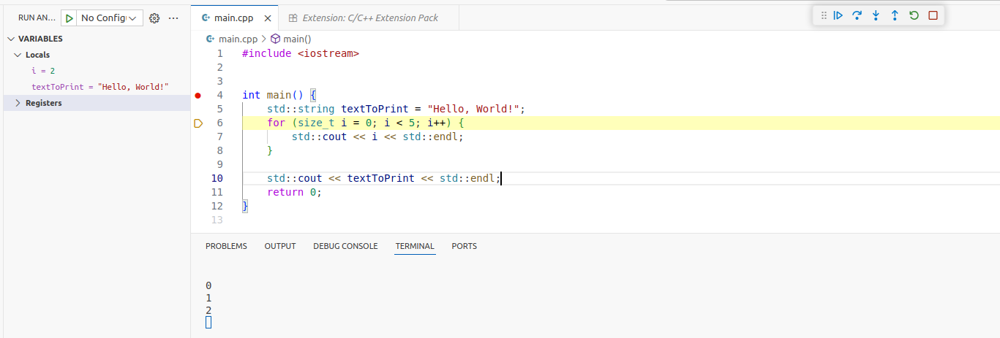 RUN AN... No Config
main.cpp Extension: C/C++ Extension Pack
VARIABLES
Locals
i = 2
textToPrint = "Hello, World!"
Registers
main.cpp main()
1 #include <iostream>
2
3
4 int main() {
5 std::string textToPrint = "Hello, World!";
6 for (size_t i = 0; i < 5; i++) {
7 std::cout << i << std::endl;
8 }
9
10 std::cout << textToPrint << std::endl;
11 return 0;
12 }
13
PROBLEMS OUTPUT DEBUG CONSOLE TERMINAL PORTS
0
1
2